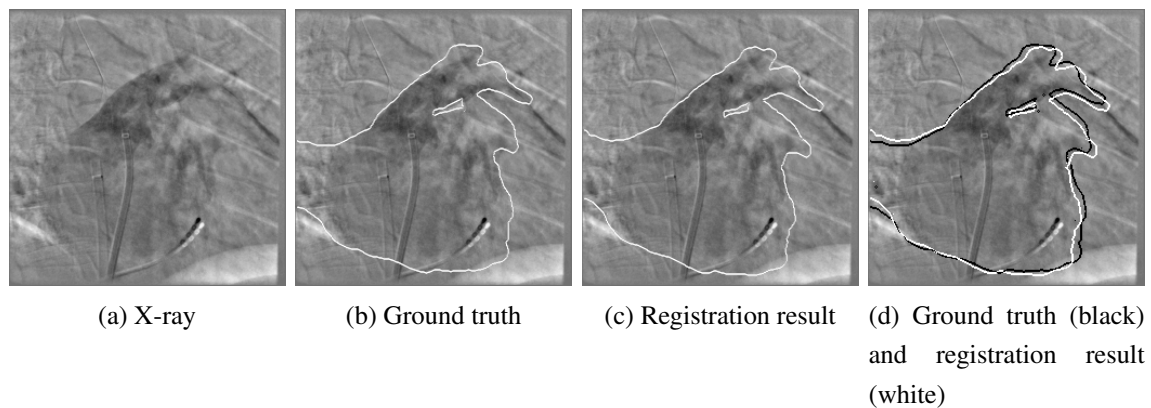 (a) X-ray
(b) Ground truth
(c) Registration result
(d) Ground truth (black)
and registration result
(white)